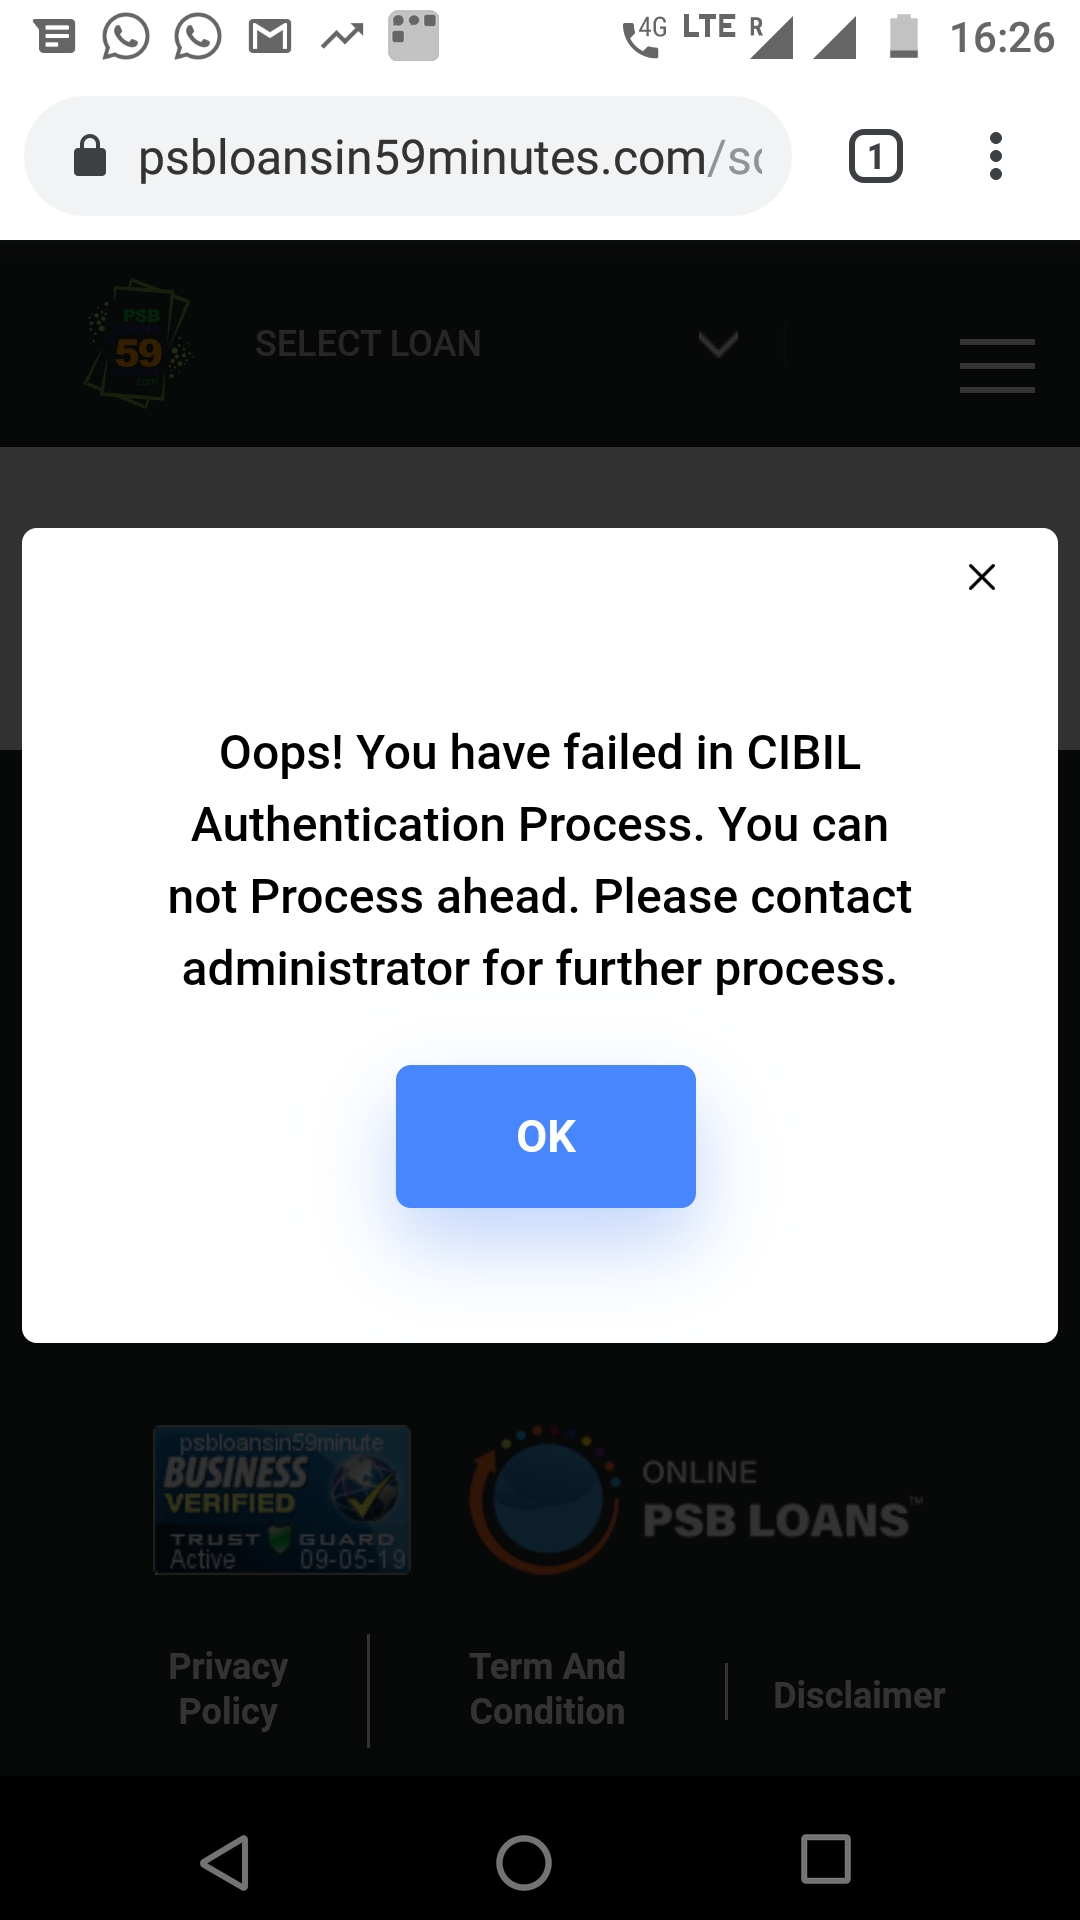 4G LTE R 16:26
psbloansin59minutes.com/sc
1
PSB
59
.com
SELECT LOAN
Oops! You have failed in CIBIL
Authentication Process. You can
not Process ahead. Please contact
administrator for further process.
OK
psbloansin59minute
BUSINESS
VERIFIED
TRUST GUARD
Active 09-05-19
ONLINE
PSB LOANS™
Privacy
Policy
Term And
Condition
Disclaimer